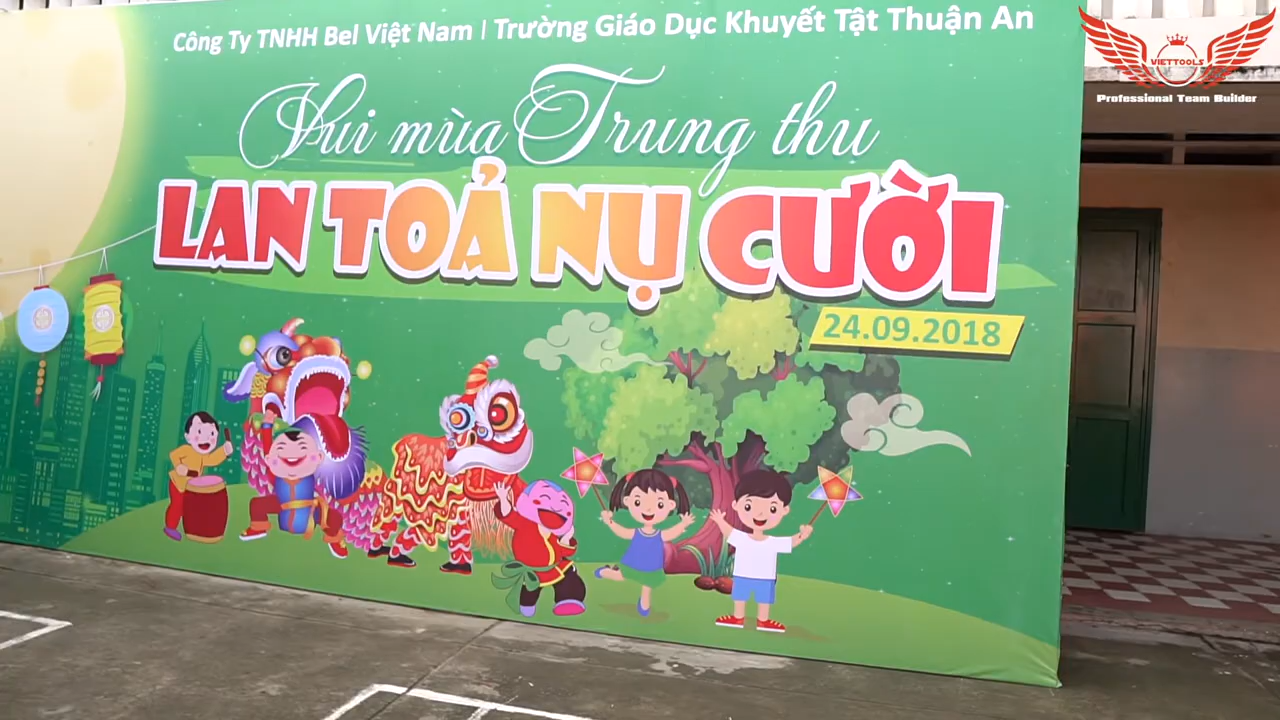 Công Ty TNHH Bel Việt Nam | Trường Giáo Dục Khuyết Tật Thuận An
Vui mùa Trung thu
LAN TOẢ NỤ CƯỜI
24.09.2018
VIETTOOLS
Professional Team Builder